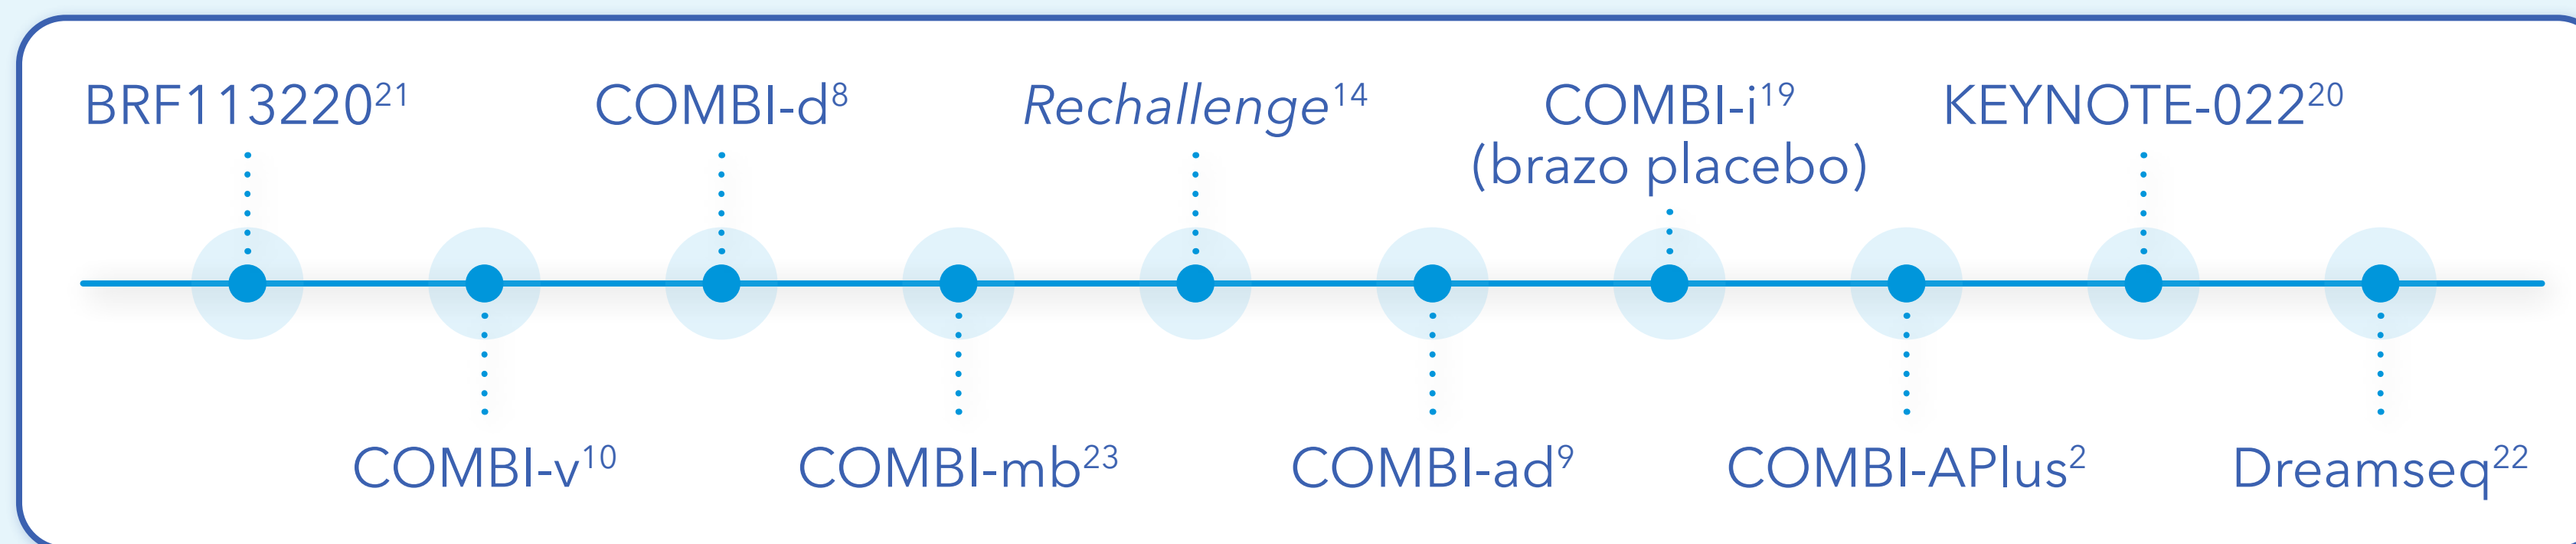 BRF113220²¹
COMBI-d⁸
Rechallenge¹⁴
COMBI-i¹⁹
(brazo placebo)
KEYNOTE-022²⁰
COMBI-v¹⁰
COMBI-mb²³
COMBI-ad⁹
COMBI-APlus²
Dreamseq²²